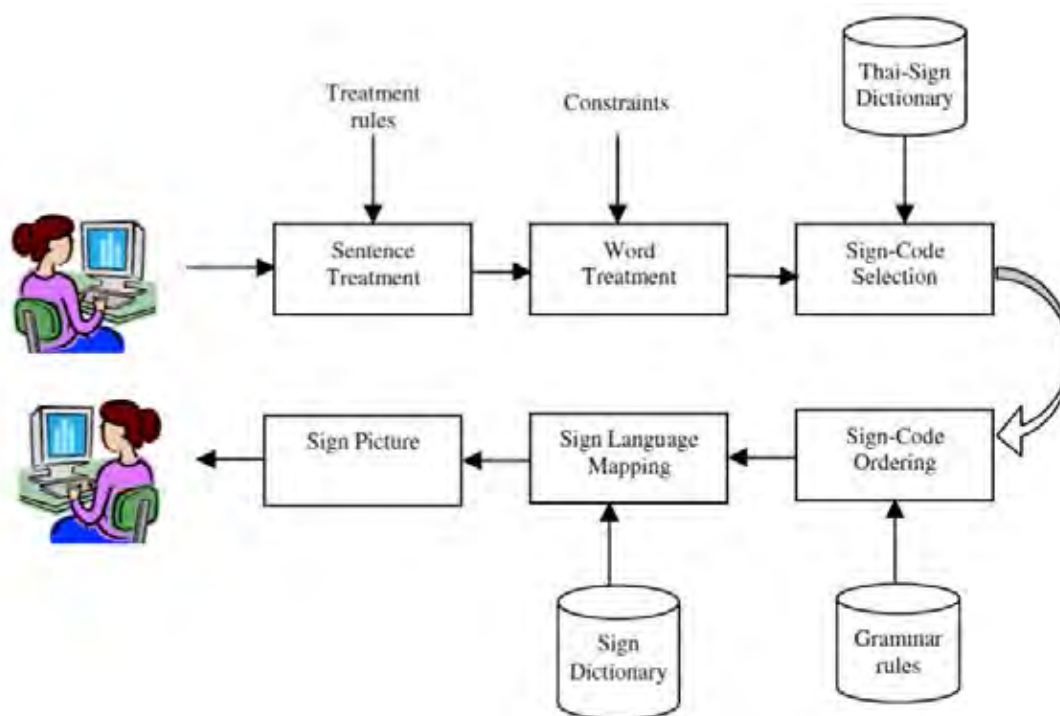 Treatment
rules
Constraints
Thai-Sign
Dictionary
Sentence
Treatment
Word
Treatment
Sign-Code
Selection
Sign Picture
Sign Language
Mapping
Sign-Code
Ordering
Sign
Dictionary
Grammar
rules